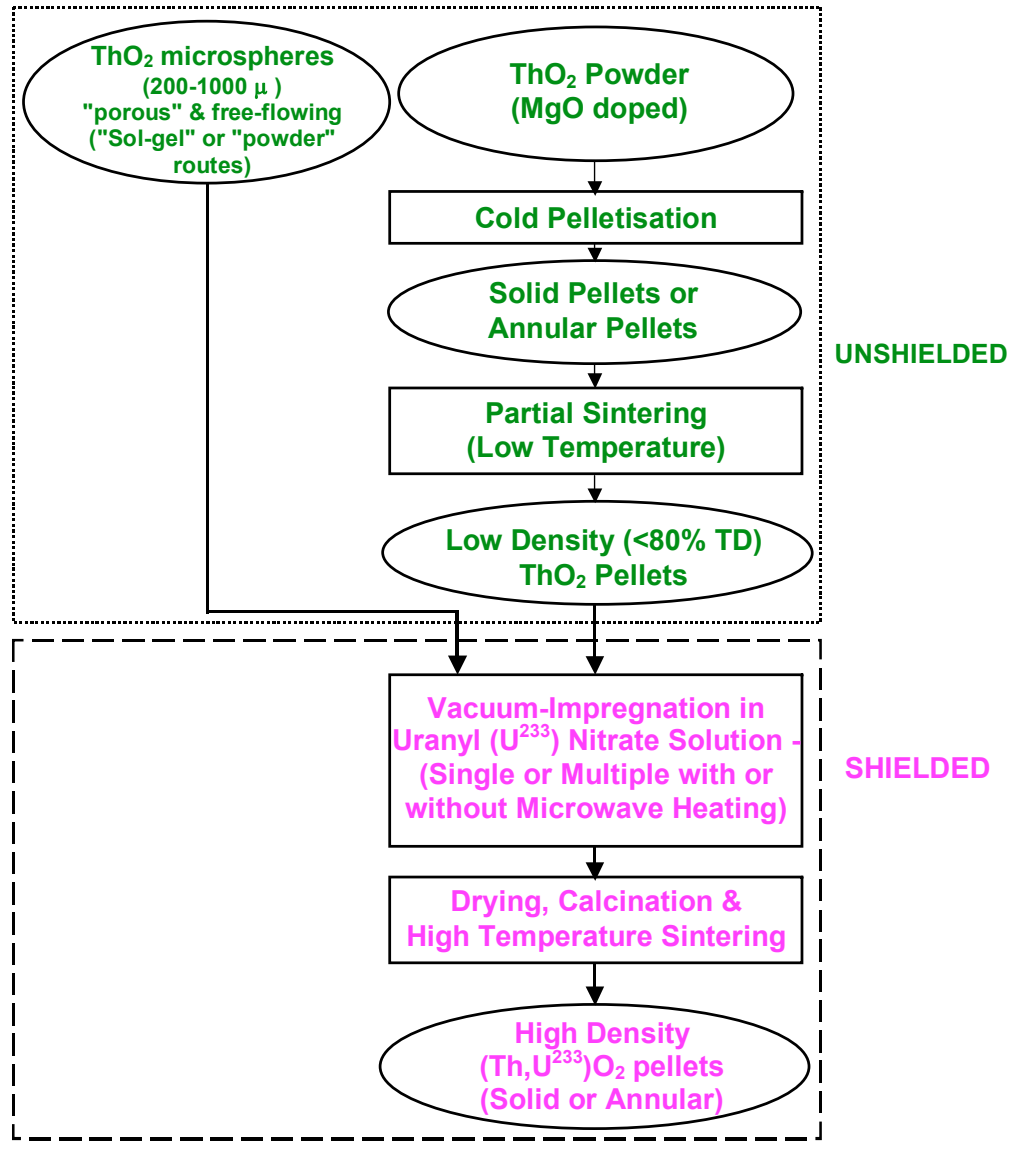 ThO₂ microspheres
(200-1000 μ )
"porous" & free-flowing
("Sol-gel" or "powder"
routes)
ThO₂ Powder
(MgO doped)
Cold Pelletisation
Solid Pellets or
Annular Pellets
UNSHIELDED
Partial Sintering
(Low Temperature)
Low Density (<80% TD)
ThO₂ Pellets
Vacuum-Impregnation in
Uranyl (U²³³) Nitrate Solution -
(Single or Multiple with or
without Microwave Heating)
SHIELDED
Drying, Calcination &
High Temperature Sintering
High Density
(Th,U²³³)O₂ pellets
(Solid or Annular)